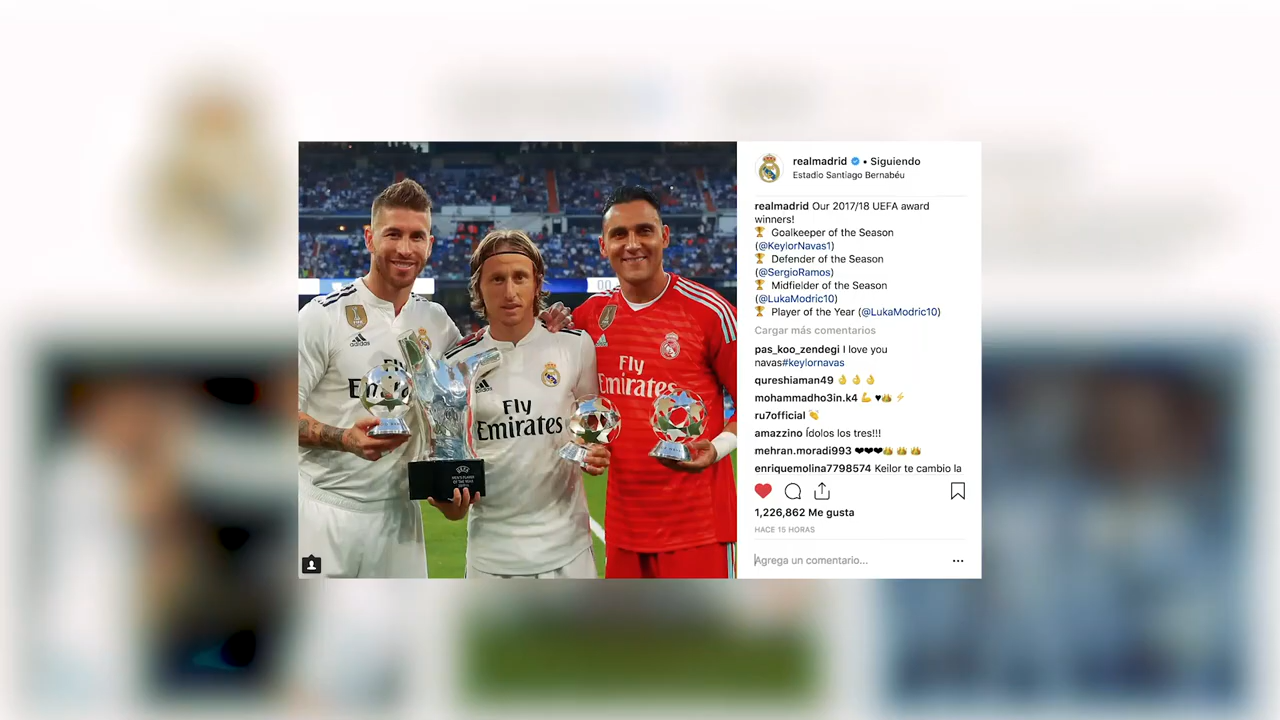 realmadrid • Siguiendo
Estadio Santiago Bernabéu
realmadrid Our 2017/18 UEFA award
winners!
🏆 Goalkeeper of the Season
(@KeylorNavas1)
🏆 Defender of the Season
(@SergioRamos)
🏆 Midfielder of the Season
(@LukaModric10)
🏆 Player of the Year (@LukaModric10)
Cargar más comentarios
pas_koo_zendegi I love you
navas#keylornavas
qureshiaman49 👌👌👌
mohammadho3in.k4 💪♥👑⚡
ru7official 👏
amazzino Ídolos los tres!!!
mehran.moradi993 ❤❤❤👑👑👑
enriquemolina7798574 Keilor te cambio la
1,226,862 Me gusta
HACE 15 HORAS
Agrega un comentario...
adidas
Fly
Emirates
Fly
Emirates
UEFA